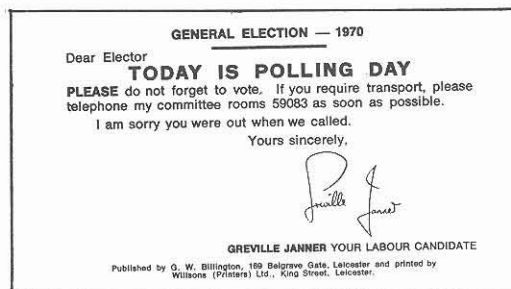 GENERAL ELECTION — 1970
Dear Elector
TODAY IS POLLING DAY
PLEASE do not forget to vote. If you require transport, please
telephone my committee rooms 59083 as soon as possible.
I am sorry you were out when we called.
Yours sincerely,
Greville Janner
GREVILLE JANNER YOUR LABOUR CANDIDATE
Published by G. W. Billington, 169 Belgrave Gate, Leicester and printed by
Willsons (Printers) Ltd., King Street, Leicester.